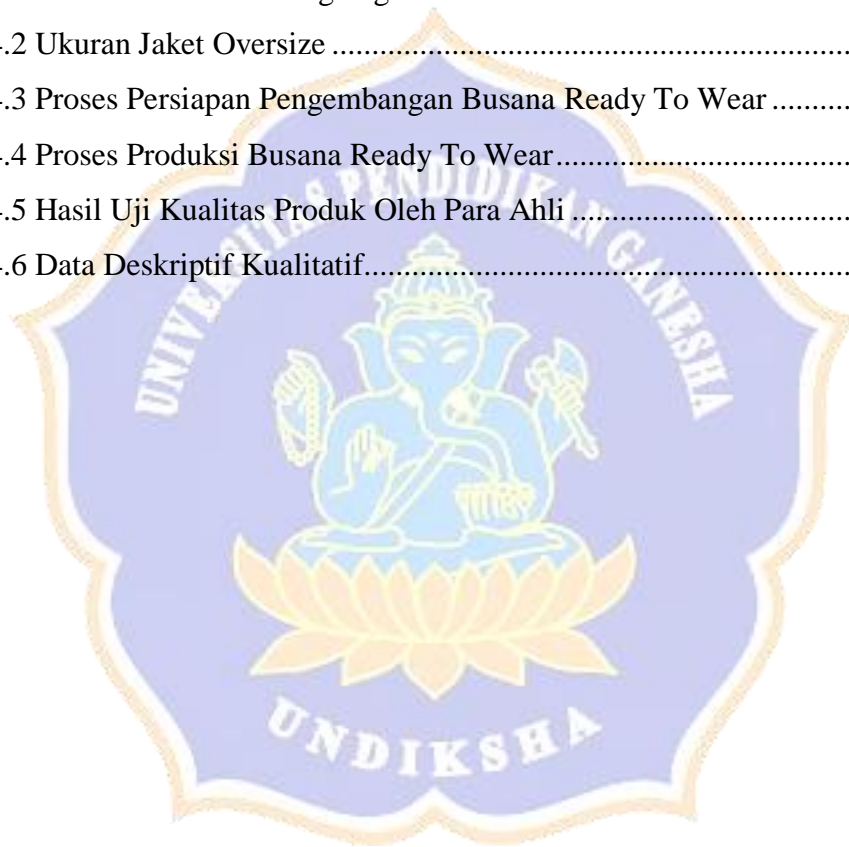 .2 Ukuran Jaket Oversize ..........................................................................................
.3 Proses Persiapan Pengembangan Busana Ready To Wear ..........
.4 Proses Produksi Busana Ready To Wear ..............................................
.5 Hasil Uji Kualitas Produk Oleh Para Ahli ...........................................
.6 Data Deskriptif Kualitatif..........................................................................
UNIVERSITAS PENDIDIKAN GANESHA
UNDIKSHA